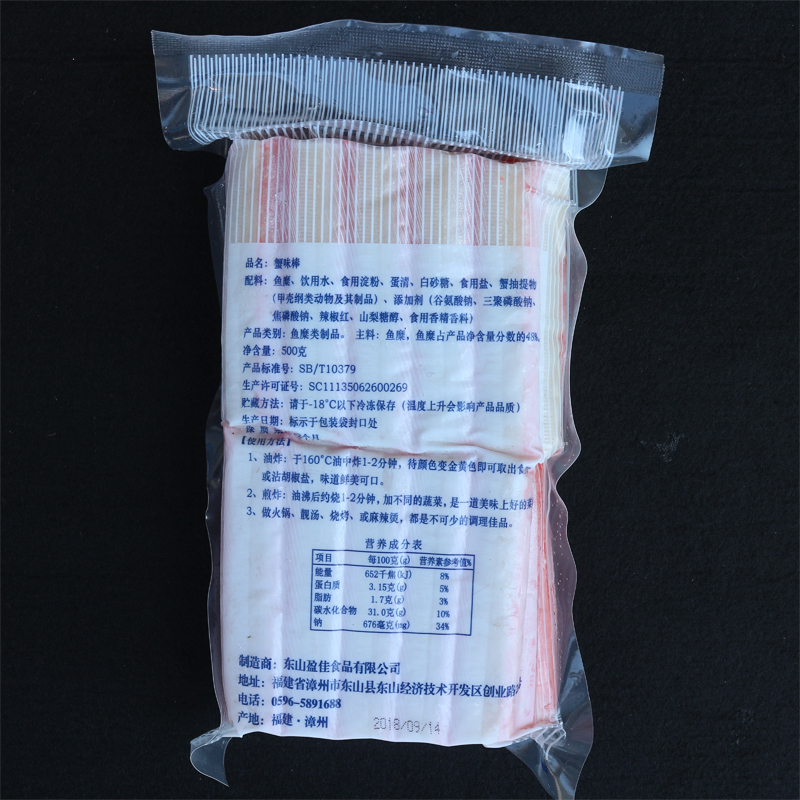 品名：蟹味棒
配料：鱼糜、饮用水、食用淀粉、蛋清、白砂糖、食用盐、蟹抽提物
（甲壳纲类动物及其制品）、添加剂（谷氨酸钠、三聚磷酸钠、
焦磷酸钠、辣椒红、山梨糖醇、食用香精香料）
产品类别：鱼糜类制品。 主料：鱼糜，鱼糜占产品净含量分数的48%
净含量：500克
产品标准号：SB/T10379
生产许可证号：SC11135062600269
贮藏方法：请于-18°C以下冷冻保存（温度上升会影响产品品质）
生产日期：标示于包装袋封口处
保质 个月
【使用方法】
1、油炸：于160°C油中炸1-2分钟，待颜色变金黄色即可取出食
或沾胡椒盐，味道鲜美可口。
2、煎炸：油沸后约烧1-2分钟，加不同的蔬菜，是一道美味上好的菜
3、做火锅、靓汤、烧烤、或麻辣烫，都是不可少的调理佳品。
营养成分表
项目 每100克(g) 营养素参考值%
能量 652千焦(kJ) 8%
蛋白质 3.15克(g) 5%
脂肪 1.7克(g) 3%
碳水化合物 31.0克(g) 10%
钠 676毫克(mg) 34%
制造商：东山盈佳食品有限公司
地址：福建省漳州市东山县东山经济技术开发区创业路
电话：0596-5891688
产地：福建·漳州
2018/09/14